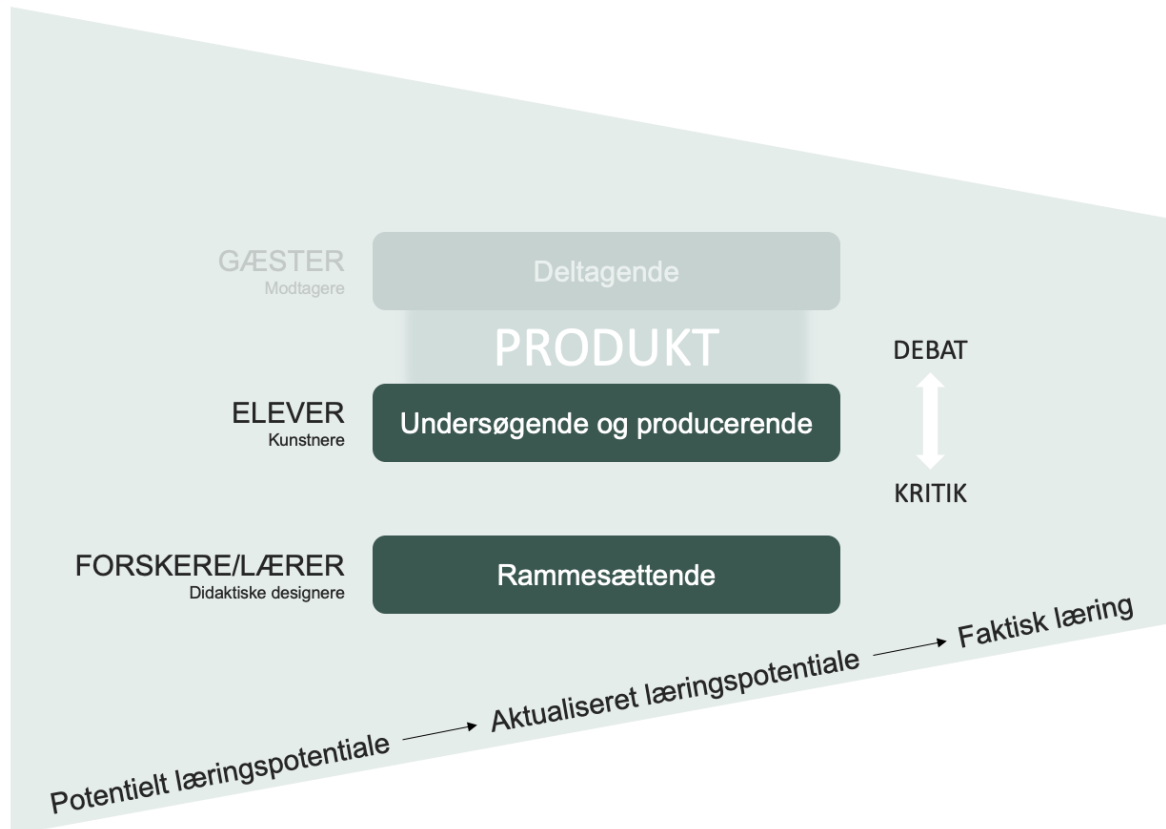 GÆSTER
Modtagere
Deltagende
PRODUKT
DEBAT
ELEVER
Kunstnere
Undersøgende og producerende
KRITIK
FORSKERE/LÆRER
Didaktiske designere
Rammesættende
Potentielt læringspotentiale
Aktualiseret læringspotentiale
Faktisk læring